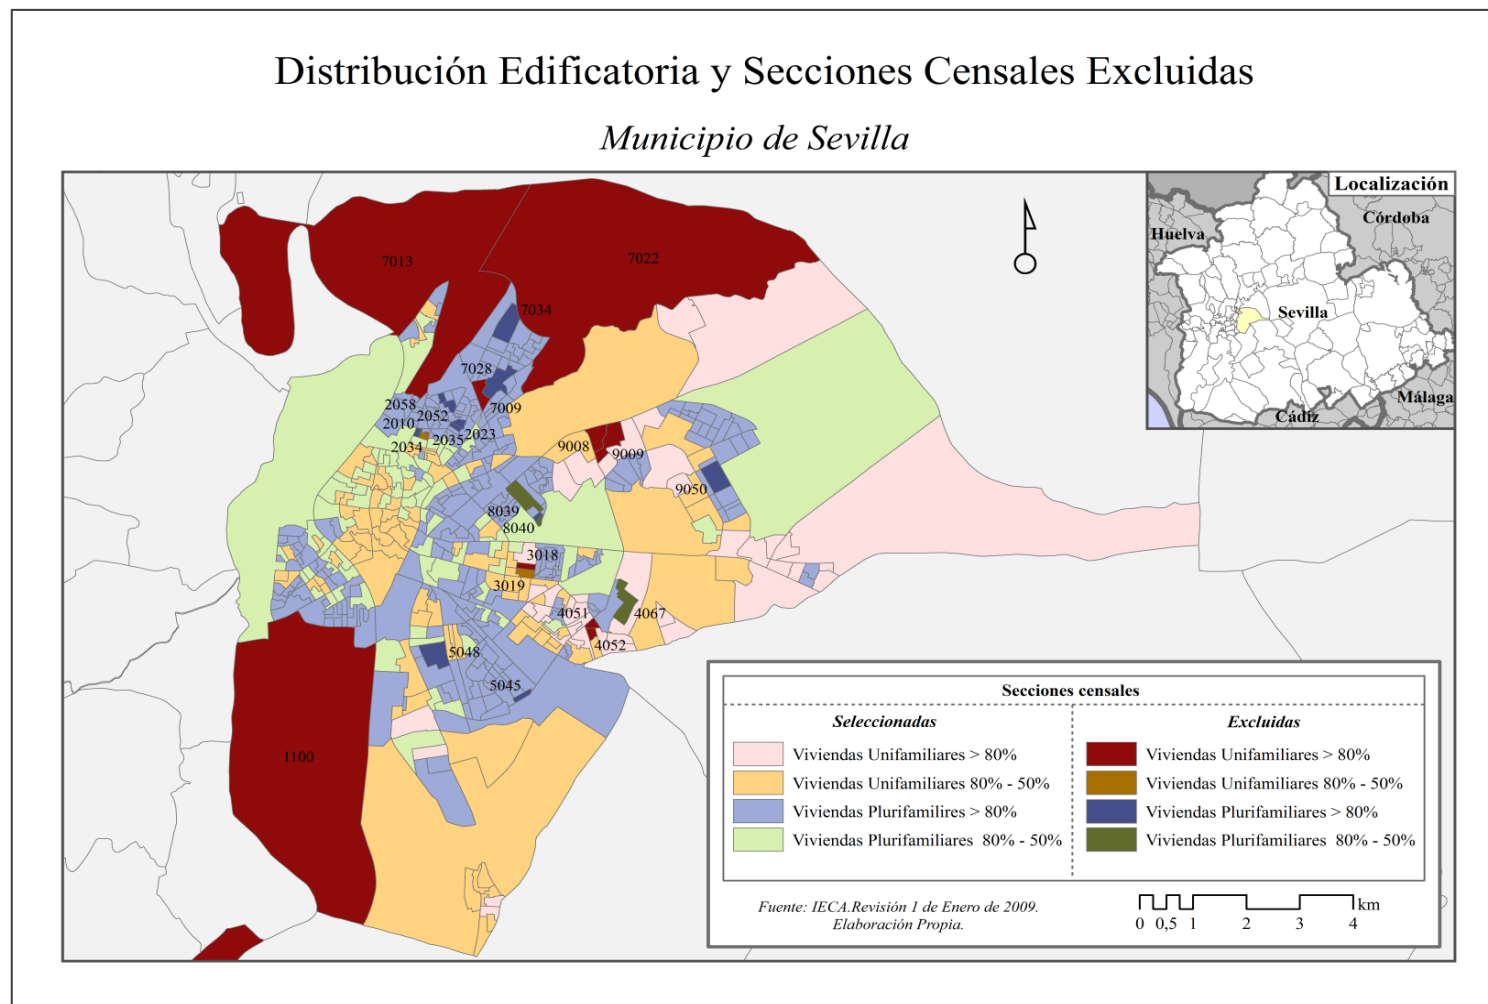 Distribución Edificatoria y Secciones Censales Excluidas
Municipio de Sevilla
Localización
Córdoba
Huelva
Sevilla
Málaga
Cádiz
7013
7022
7034
7028
2058
2052
7009
2010
2023
2035
2034
9008
9009
9050
8039
8040
3018
3019
4051
4067
4052
5048
5045
1100
Secciones censales
Seleccionadas
Viviendas Unifamiliares > 80%
Viviendas Unifamiliares 80% - 50%
Viviendas Plurifamilires > 80%
Viviendas Plurifamiliares 80% - 50%
Excluidas
Viviendas Unifamiliares > 80%
Viviendas Unifamiliares 80% - 50%
Viviendas Plurifamiliares > 80%
Viviendas Plurifamiliares 80% - 50%
Fuente: IECA.Revisión 1 de Enero de 2009.
Elaboración Propia.
km
0 0,5 1 2 3 4